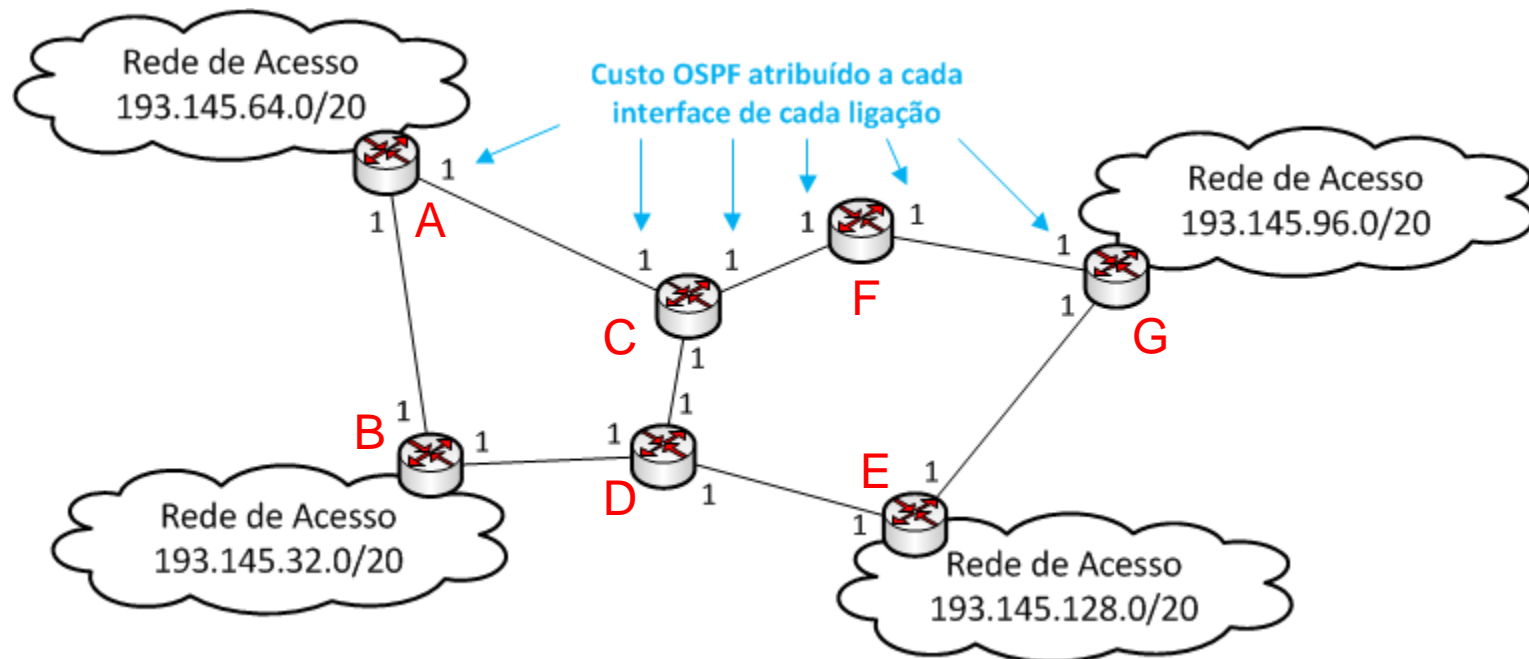 Rede de Acesso
193.145.64.0/20
Custo OSPF atribuído a cada
interface de cada ligação
Rede de Acesso
193.145.96.0/20
1
A
1
1
1
1
1
F
1
1
G
C
1
1
1
B
1
1
D
1
E
1
1
Rede de Acesso
193.145.32.0/20
Rede de Acesso
193.145.128.0/20